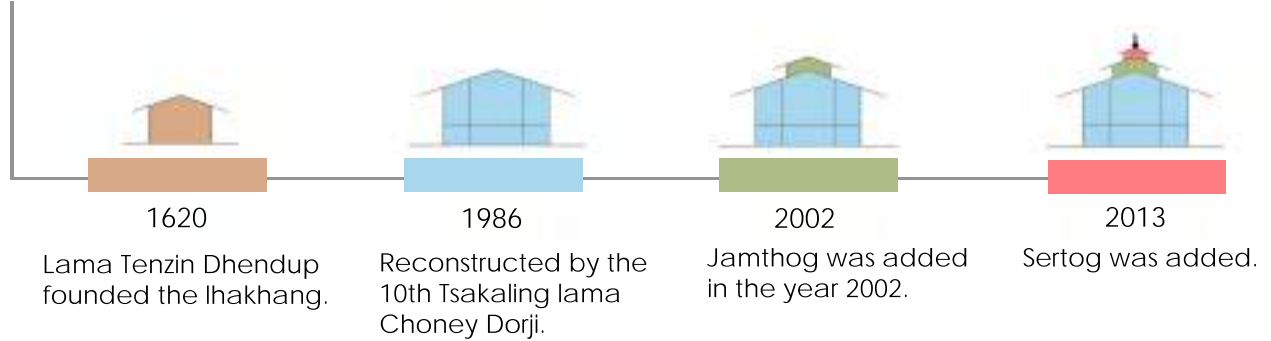 1620
Lama Tenzin Dhendup
founded the lhakhang.
1986
Reconstructed by the
10th Tsakaling lama
Choney Dorji.
2002
Jamthog was added
in the year 2002.
2013
Sertog was added.